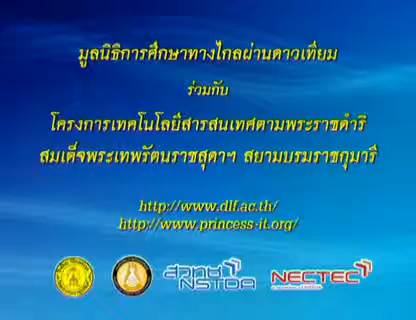 มูลนิธิการศึกษาทางไกลผ่านดาวเทียม
ร่วมกับ
โครงการเทคโนโลยีสารสนเทศตามพระราชดำริ
สมเด็จพระเทพรัตนราชสุดาฯ สยามบรมราชกุมารี
http://www.dlf.ac.th/
http://www.princess-it.org/
สวทช
NSTDA
NECTEC